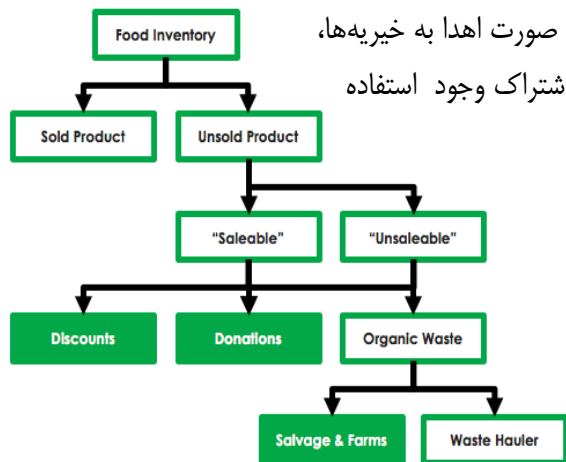 صورت اهدا به خیریه‌ها،
شتراک وجود استفاده
Food Inventory
Sold Product
Unsold Product
“Saleable”
“Unsaleable”
Discounts
Donations
Organic Waste
Salvage & Farms
Waste Hauler